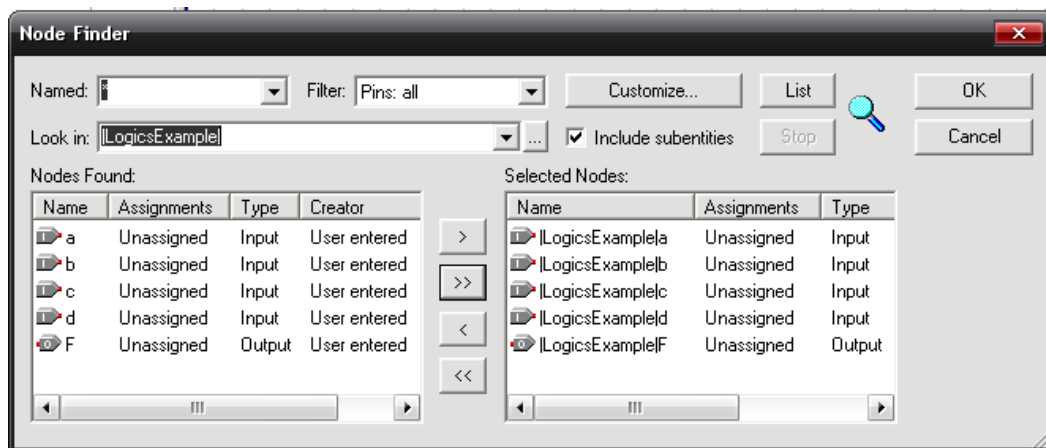 Node Finder
Named: * Filter: Pins: all Customize... List OK
Look in: |LogicsExample| ... Include subentities Stop Cancel
Nodes Found: Selected Nodes:
Name Assignments Type Creator Name Assignments Type
a Unassigned Input User entered > |LogicsExample|a Unassigned Input
b Unassigned Input User entered |LogicsExample|b Unassigned Input
c Unassigned Input User entered >> |LogicsExample|c Unassigned Input
d Unassigned Input User entered < |LogicsExample|d Unassigned Input
F Unassigned Output User entered |LogicsExample|F Unassigned Output
<<